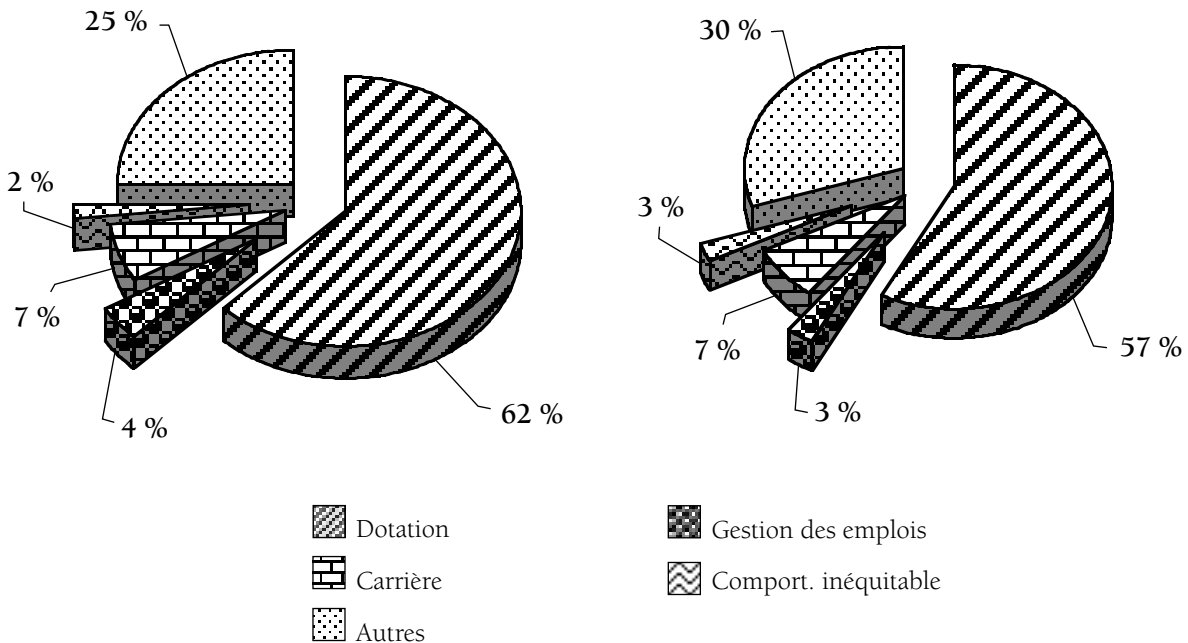 25 %
2 %
7 %
4 %
62 %
30 %
3 %
7 %
3 %
57 %
Dotation
Carrière
Autres
Gestion des emplois
Comport. inéquitable